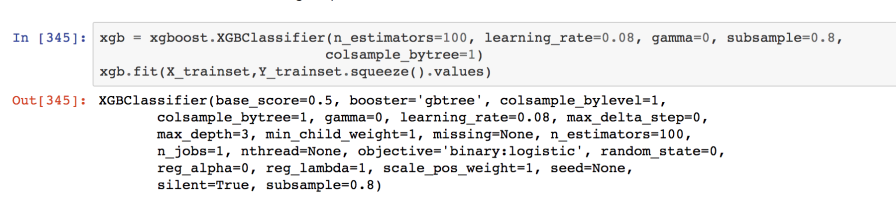 In [345]: xgb = xgboost.XGBClassifier(n_estimators=100, learning_rate=0.08, gamma=0, subsample=0.8,
colsample_bytree=1)
xgb.fit(X_trainset,Y_trainset.squeeze().values)
Out[345]: XGBClassifier(base_score=0.5, booster='gbtree', colsample_bylevel=1,
colsample_bytree=1, gamma=0, learning_rate=0.08, max_delta_step=0,
max_depth=3, min_child_weight=1, missing=None, n_estimators=100,
n_jobs=1, nthread=None, objective='binary:logistic', random_state=0,
reg_alpha=0, reg_lambda=1, scale_pos_weight=1, seed=None,
silent=True, subsample=0.8)